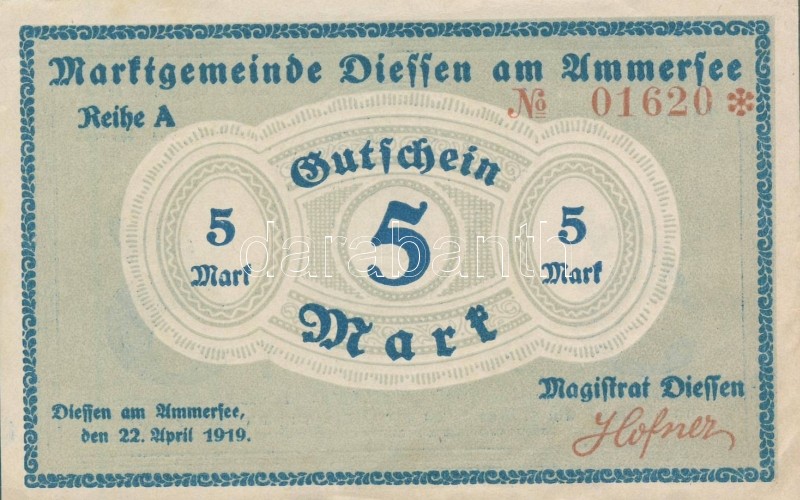 Marktgemeinde Diessen am Ammersee
Reihe A
№ 01620
Gutschein
5 Mark
5
5 Mark
Mark
darabanth
Magistrat Diessen
Hofner
Diessen am Ammersee,
den 22. April 1919.